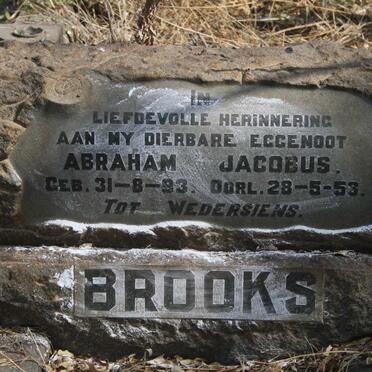 IN
LIEFDEVOLLE HERINNERING
AAN MY DIERBARE EGGENOOT
ABRAHAM JACOBUS.
GEB. 31-8-93. OORL. 28-5-53.
TOT WEDERSIENS.
BROOKS